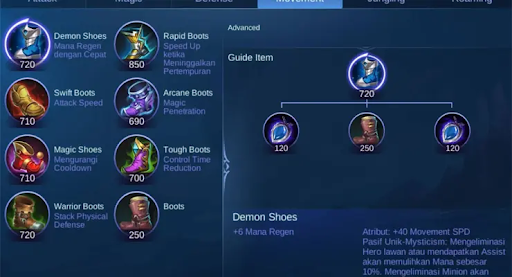 Attack
Magic
Defense
Movement
Jungling
Roaming
Demon Shoes
Mana Regen
dengan Cepat
720
Rapid Boots
Speed Up
ketika
Meninggalkan
Pertempuran
850
Swift Boots
Attack Speed
710
Arcane Boots
Magic
Penetration
690
Magic Shoes
Mengurangi
Cooldown
710
Tough Boots
Control Time
Reduction
700
Warrior Boots
Stack Physical
Defense
720
Boots
250
Advanced
Guide Item
720
120
250
120
Demon Shoes
+6 Mana Regen
Atribut: +40 Movement SPD
Pasif Unik-Mysticism: Mengeliminasi
Hero lawan atau mendapatkan Assist
akan memulihkan Mana sebesar
10%. Mengeliminasi Minion akan